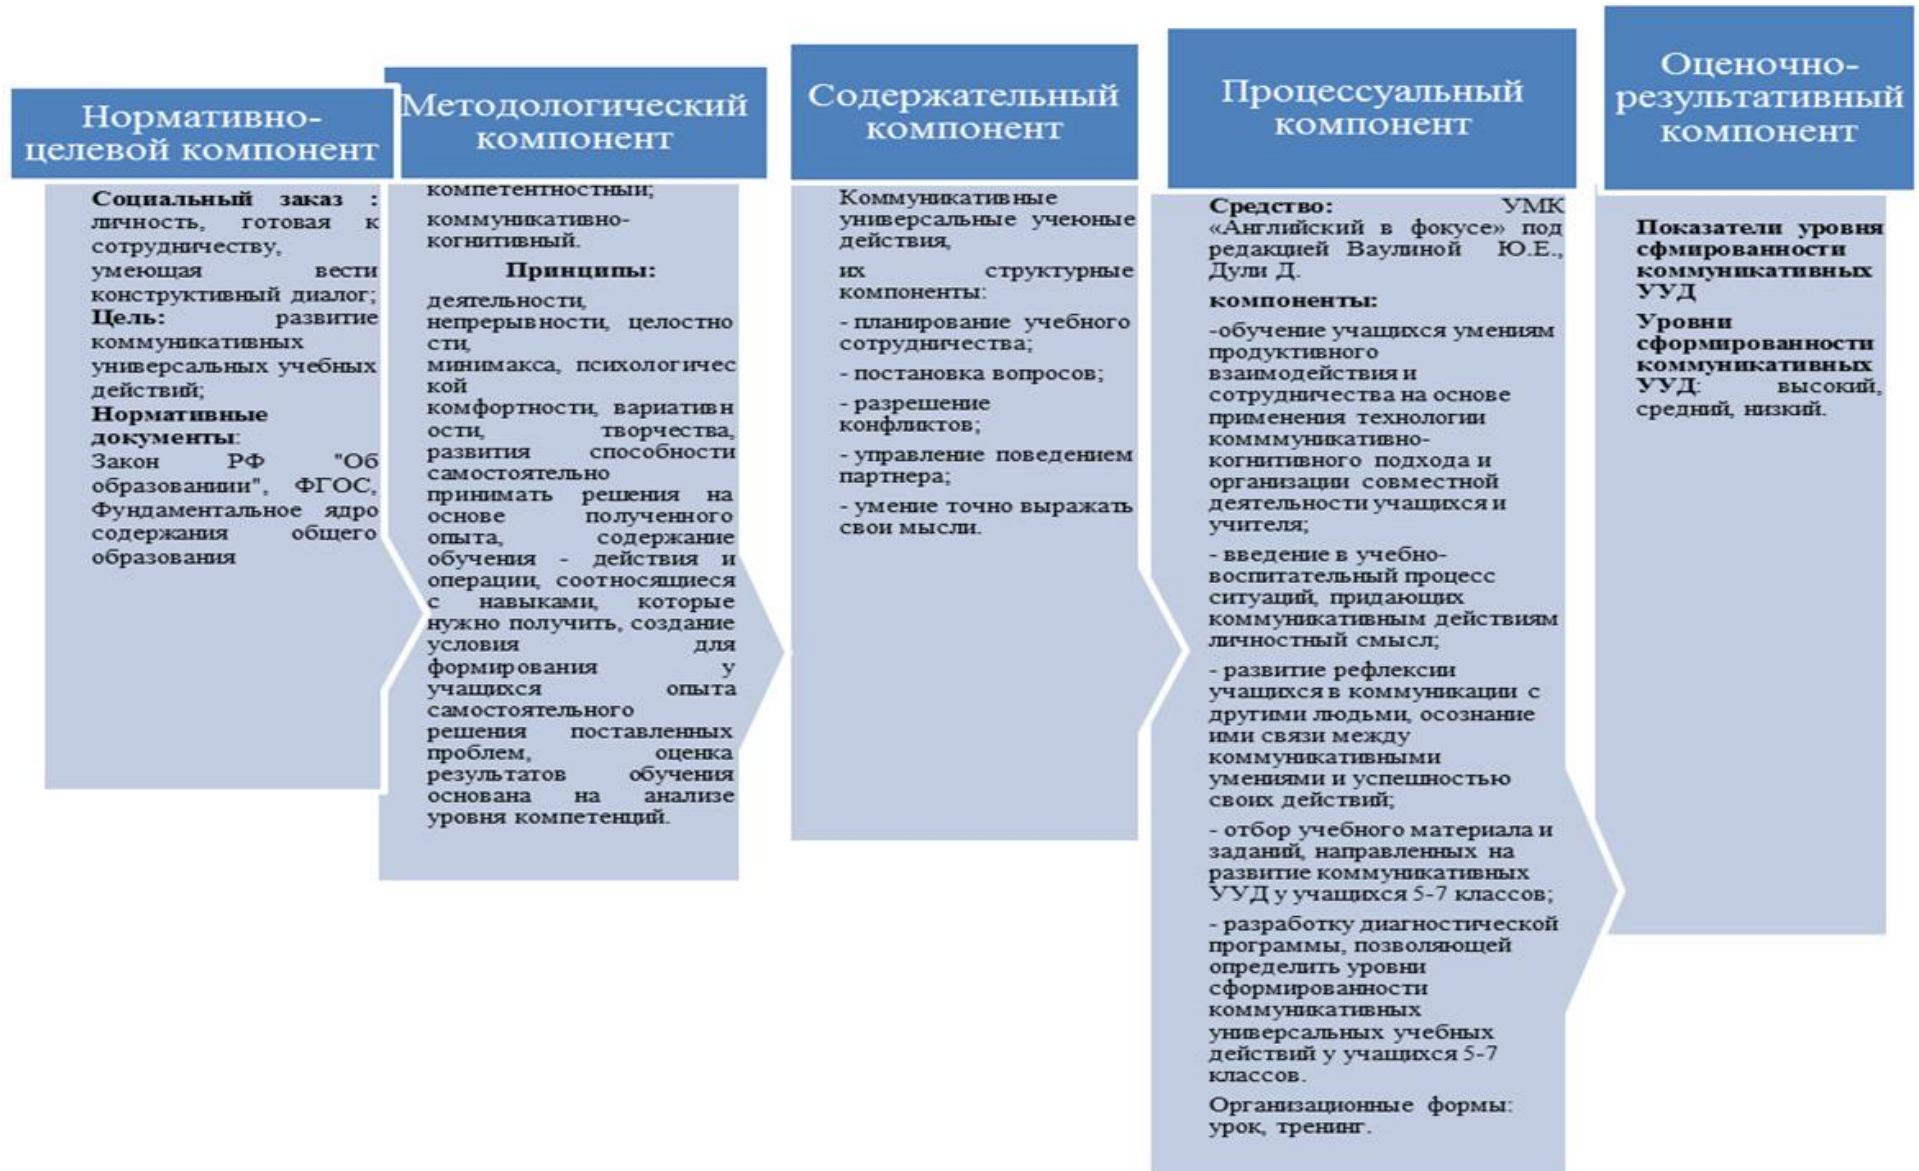 Нормативно-
целевой компонент
Социальный заказ :
личность, готовая к
сотрудничеству,
умеющая вести
конструктивный диалог;
Цель: развитие
коммуникативных
универсальных учебных
действий;
Нормативные
документы:
Закон РФ "Об
образованиии", ФГОС,
Фундаментальное ядро
содержания общего
образования
Методологический
компонент
компетентностный;
коммуникативно-
когнитивный.
Принципы:
деятельности,
непрерывности, целостно
сти,
минимакса, психологичес
кой
комфортности, вариативн
ости, творчества,
развития способности
самостоятельно
принимать решения на
основе полученного
опыта, содержание
обучения - действия и
операции, соотносящиеся
с навыками, которые
нужно получить, создание
условия для
формирования у
учащихся опыта
самостоятельного
решения поставленных
проблем, оценка
результатов обучения
основана на анализе
уровня компетенций.
Содержательный
компонент
Коммуникативные
универсальные учеюные
действия,
их структурные
компоненты:
- планирование учебного
сотрудничества;
- постановка вопросов;
- разрешение
конфликтов;
- управление поведением
партнера;
- умение точно выражать
свои мысли.
Процессуальный
компонент
Средство: УМК
«Английский в фокусе» под
редакцией Ваулиной Ю.Е.,
Дули Д.
компоненты:
-обучение учащихся умениям
продуктивного
взаимодействия и
сотрудничества на основе
применения технологии
комммуникативно-
когнитивного подхода и
организации совместной
деятельности учащихся и
учителя;
- введение в учебно-
воспитательный процесс
ситуаций, придающих
коммуникативным действиям
личностный смысл;
- развитие рефлексии
учащихся в коммуникации с
другими людьми, осознание
ими связи между
коммуникативными
умениями и успешностью
своих действий;
- отбор учебного материала и
заданий, направленных на
развитие коммуникативных
УУД у учащихся 5-7 классов;
- разработку диагностической
программы, позволяющей
определить уровни
сформированности
коммуникативных
универсальных учебных
действий у учащихся 5-7
классов.
Организационные формы:
урок, тренинг.
Оценочно-
результативный
компонент
Показатели уровня
сфмированности
коммуникативных
УУД
Уровни
сформированности
коммуникативных
УУД: высокий,
средний, низкий.